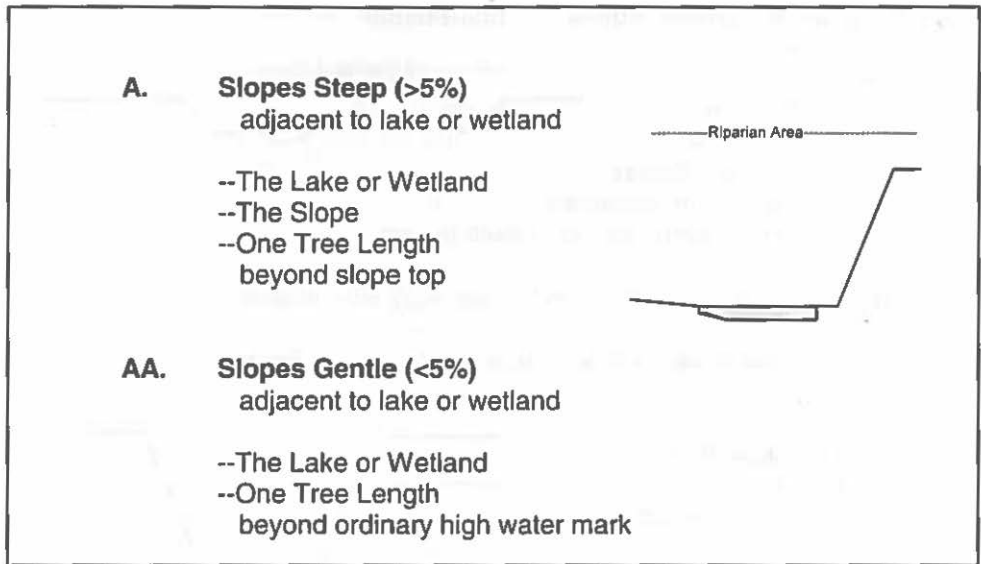 A. Slopes Steep (>5%)
adjacent to lake or wetland
--The Lake or Wetland
--The Slope
--One Tree Length
beyond slope top
Riparian Area
AA. Slopes Gentle (<5%)
adjacent to lake or wetland
--The Lake or Wetland
--One Tree Length
beyond ordinary high water mark